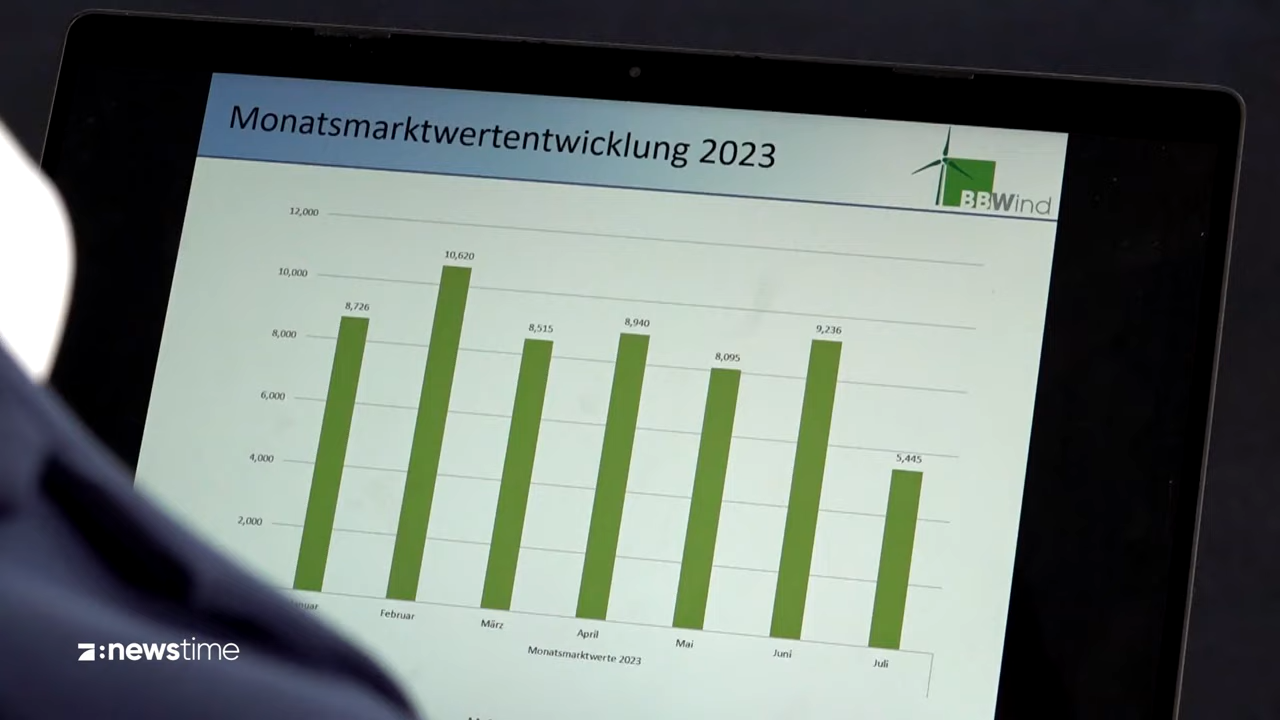 Monatsmarktwertentwicklung 2023
BBWind
12,000
10,000
8,000
6,000
4,000
2,000
8,726
10,620
8,515
8,940
8,095
9,236
5,445
Februar
März
April
Mai
Juni
Juli
Monatsmarktwerte 2023
:newstime